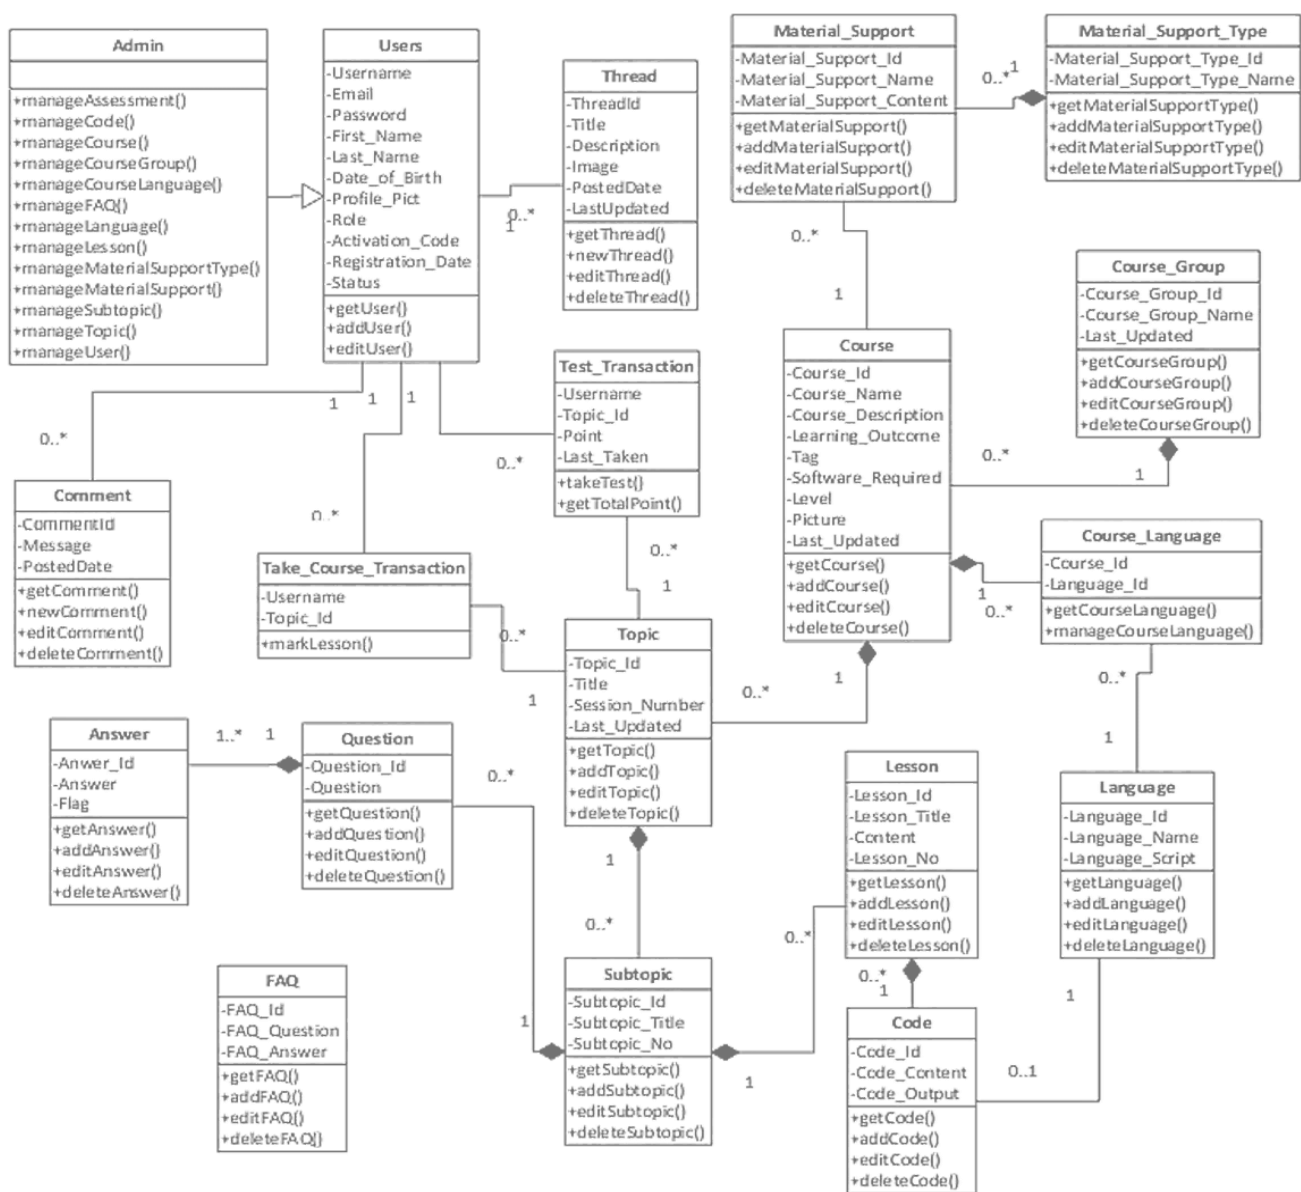 Admin
+manageAssessment()
+manageCode()
+manageCourse()
+manageCourseGroup()
+manageCourseLanguage()
+manageFAQ()
+manageLanguage()
+manageLesson()
+manageMaterialSupportType()
+manageMaterialSupport()
+manageSubtopic()
+manageTopic()
+manageUser()
Users
-Username
-Email
-Password
-First_Name
-Last_Name
-Date_of_Birth
-Profile_Pict
-Role
-Activation_Code
-Registration_Date
-Status
+getUser()
+addUser()
+editUser()
Thread
-ThreadId
-Title
-Description
-Image
-PostedDate
-LastUpdated
+getThread()
+newThread()
+editThread()
+deleteThread()
0..*
1
Material_Support
-Material_Support_Id
-Material_Support_Name
-Material_Support_Content
+getMaterialSupport()
+addMaterialSupport()
+editMaterialSupport()
+deleteMaterialSupport()
0..*
1
Material_Support_Type
-Material_Support_Type_Id
-Material_Support_Type_Name
+getMaterialSupportType()
+addMaterialSupportType()
+editMaterialSupportType()
+deleteMaterialSupportType()
0..*
1
Course_Group
-Course_Group_Id
-Course_Group_Name
-Last_Updated
+getCourseGroup()
+addCourseGroup()
+editCourseGroup()
+deleteCourseGroup()
0..*
1
Course
-Course_Id
-Course_Name
-Course_Description
-Learning_Outcome
-Tag
-Software_Required
-Level
-Picture
-Last_Updated
+getCourse()
+addCourse()
+editCourse()
+deleteCourse()
Test_Transaction
-Username
-Topic_Id
-Point
-Last_Taken
+takeTest()
+getTotalPoint()
1
1
1
0..*
0..*
0..*
Comment
-CommentId
-Message
-PostedDate
+getComment()
+newComment()
+editComment()
+deleteComment()
Take_Course_Transaction
-Username
-Topic_Id
+markLesson()
0..*
1
0..*
1
Course_Language
-Course_Id
-Language_Id
+getCourseLanguage()
+manageCourseLanguage()
1
0..*
Topic
-Topic_Id
-Title
-Session_Number
-Last_Updated
+getTopic()
+addTopic()
+editTopic()
+deleteTopic()
0..*
1
0..*
1
Answer
-Anwer_Id
-Answer
-Flag
+getAnswer()
+addAnswer()
+editAnswer()
+deleteAnswer()
1..*
1
Question
-Question_Id
-Question
+getQuestion()
+addQuestion()
+editQuestion()
+deleteQuestion()
0..*
1
1
0..*
Lesson
-Lesson_Id
-Lesson_Title
-Content
-Lesson_No
+getLesson()
+addLesson()
+editLesson()
+deleteLesson()
Language
-Language_Id
-Language_Name
-Language_Script
+getLanguage()
+addLanguage()
+editLanguage()
+deleteLanguage()
FAQ
-FAQ_Id
-FAQ_Question
-FAQ_Answer
+getFAQ()
+addFAQ()
+editFAQ()
+deleteFAQ()
Subtopic
-Subtopic_Id
-Subtopic_Title
-Subtopic_No
+getSubtopic()
+addSubtopic()
+editSubtopic()
+deleteSubtopic()
0..*
1
0..*
1
Code
-Code_Id
-Code_Content
-Code_Output
+getCode()
+addCode()
+editCode()
+deleteCode()
1
0..1